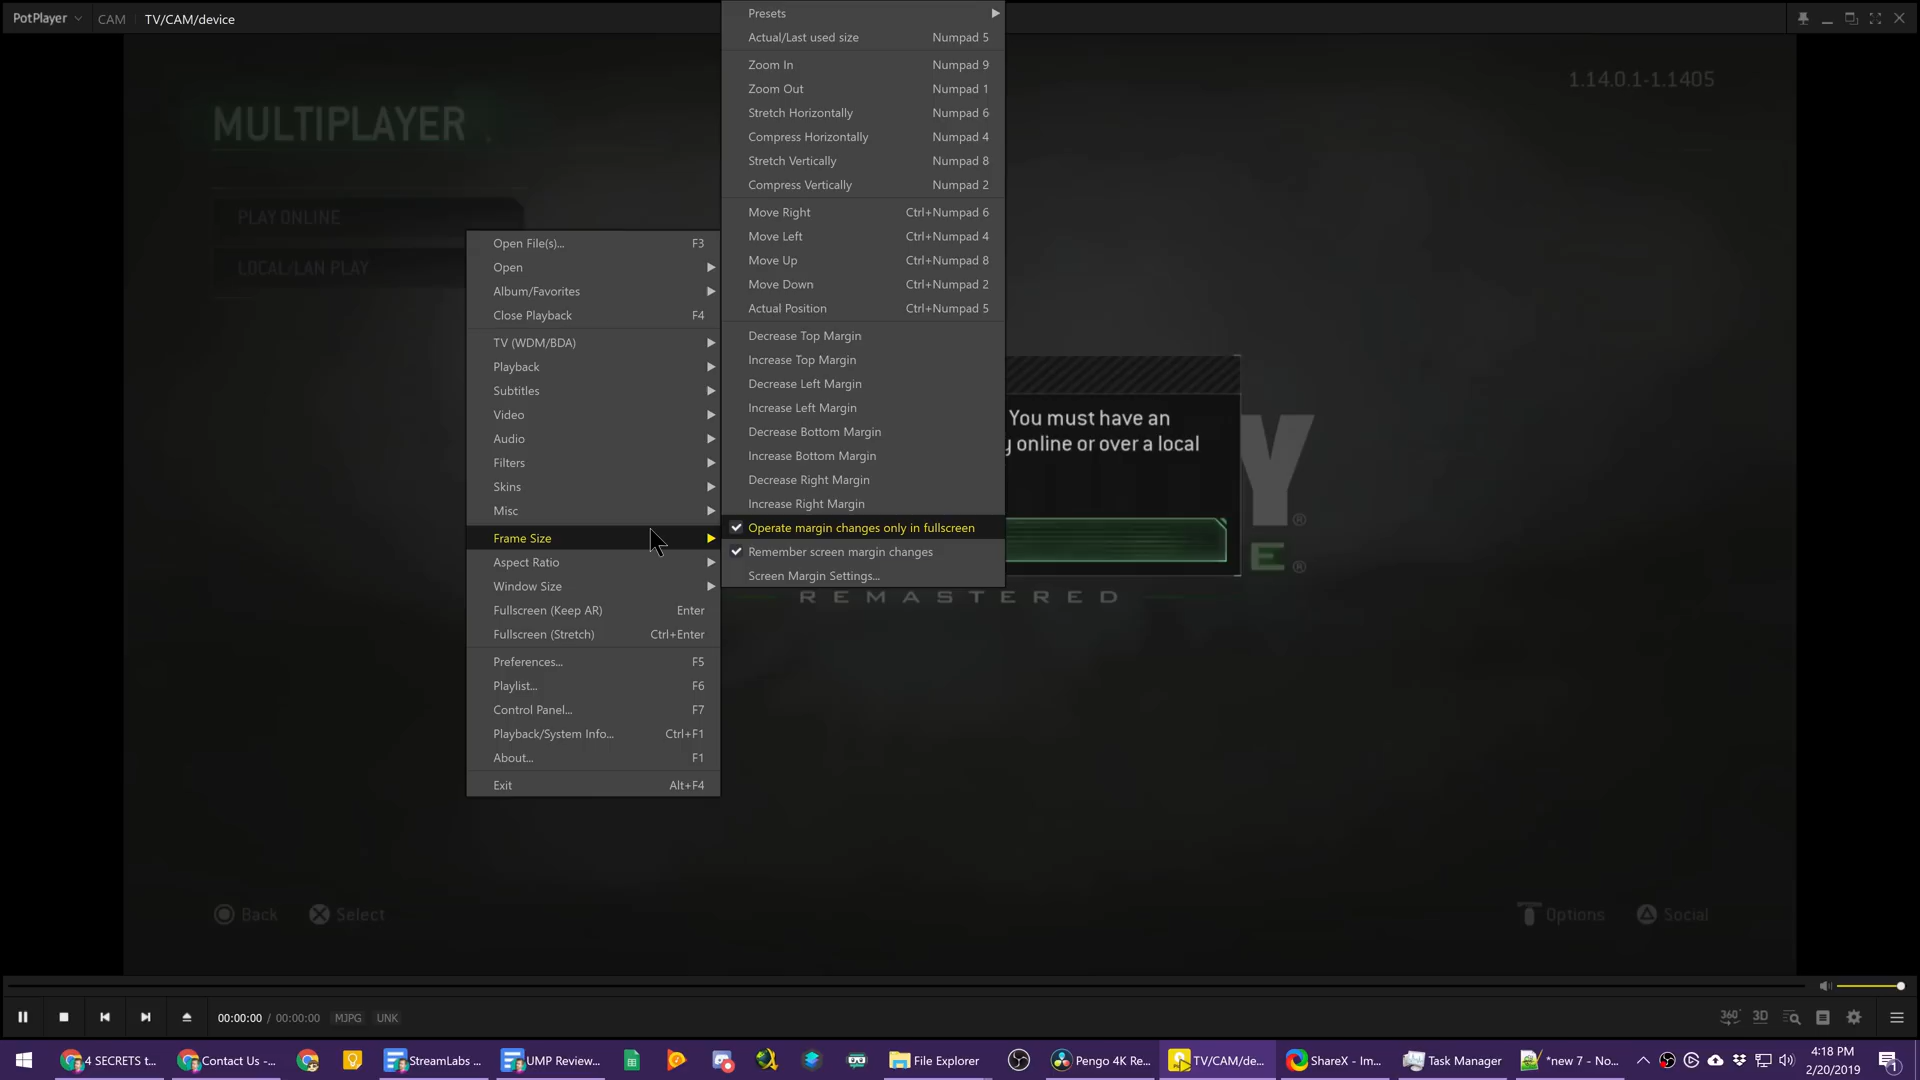 PotPlayer
CAM
TV/CAM/device
1.14.0.1-1.1405
MULTIPLAYER
PLAY ONLINE
LOCAL/LAN PLAY
Open File(s)... F3
Open
Album/Favorites
Close Playback F4
TV (WDM/BDA)
Playback
Subtitles
Video
Audio
Filters
Skins
Misc
Frame Size
Aspect Ratio
Window Size
Fullscreen (Keep AR) Enter
Fullscreen (Stretch) Ctrl+Enter
Preferences... F5
Playlist... F6
Control Panel... F7
Playback/System Info... Ctrl+F1
About... F1
Exit Alt+F4
Presets
Actual/Last used size Numpad 5
Zoom In Numpad 9
Zoom Out Numpad 1
Stretch Horizontally Numpad 6
Compress Horizontally Numpad 4
Stretch Vertically Numpad 8
Compress Vertically Numpad 2
Move Right Ctrl+Numpad 6
Move Left Ctrl+Numpad 4
Move Up Ctrl+Numpad 8
Move Down Ctrl+Numpad 2
Actual Position Ctrl+Numpad 5
Decrease Top Margin
Increase Top Margin
Decrease Left Margin
Increase Left Margin
Decrease Bottom Margin
Increase Bottom Margin
Decrease Right Margin
Increase Right Margin
Operate margin changes only in fullscreen
Remember screen margin changes
Screen Margin Settings...
You must have an
y online or over a local
Y®
E®
REMASTERED
Back
Select
Options
Social
00:00:00 / 00:00:00 MJPG UNK
360° 3D
4 SECRETS t...
Contact Us -...
StreamLabs ...
UMP Review...
File Explorer
Pengo 4K Re...
TV/CAM/de...
ShareX - Im...
Task Manager
*new 7 - No...
4:18 PM
2/20/2019
1